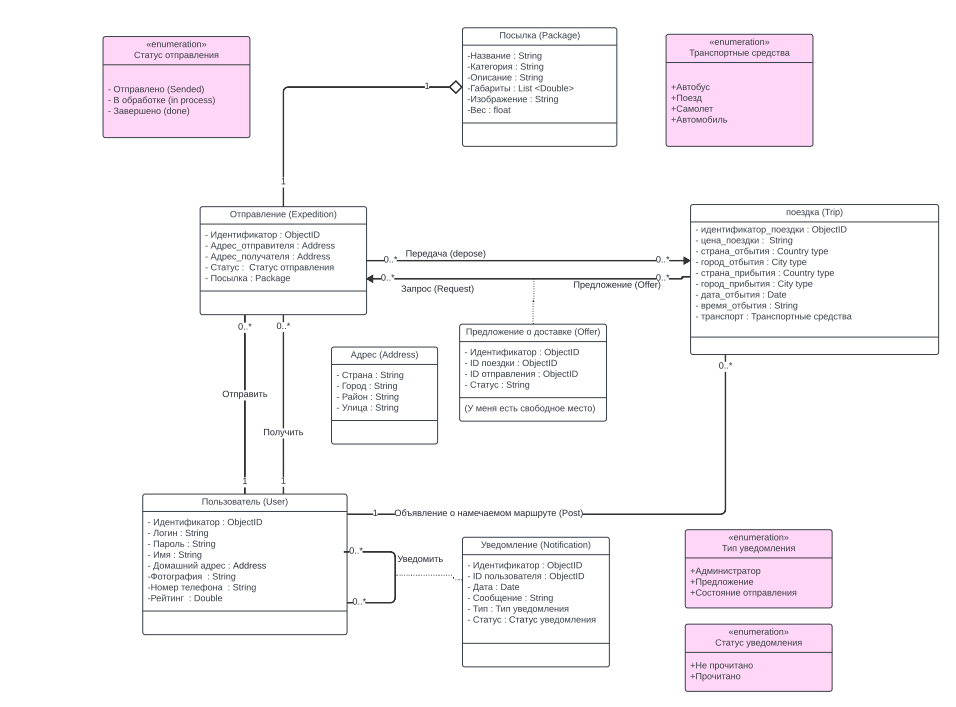 «enumeration»
Статус отправления
- Отправлено (Sended)
- В обработке (in process)
- Завершено (done)
Посылка (Package)
-Название : String
-Категория : String
-Описание : String
-Габариты : List <Double>
-Изображение : String
-Вес : float
«enumeration»
Транспортные средства
+Автобус
+Поезд
+Самолет
+Автомобиль
1
1
Отправление (Expedition)
- Идентификатор : ObjectID
- Адрес_отправителя : Address
- Адрес_получателя : Address
- Статус :  Статус отправления
- Посылка : Package
0..*
Передача (depose)
0..*
0..*
0..*
Запрос (Request)
Предложение (Offer)
поездка (Trip)
- идентификатор_поездки : ObjectID
- цена_поездки :  String
- страна_отбытия : Country type
- город_отбытия : City type
- страна_прибытия : Country type
- город_прибытия : City type
- дата_отбытия : Date
- время_отбытия : String
- транспорт : Транспортные средства
0..*
0..*
0..*
Предложение о доставке (Offer)
- Идентификатор : ObjectID
- ID поездки : ObjectID
- ID отправления : ObjectID
- Статус : String
(У меня есть свободное место)
Адрес (Address)
- Страна : String
- Город : String
- Район : String
- Улица : String
Отправить
Получить
1
1
Пользователь (User)
- Идентификатор : ObjectID
- Логин : String
- Пароль : String
- Имя : String
- Домашний адрес : Address
-Фотография  : String
-Номер телефона  : String
-Рейтинг  : Double
1
Объявление о намечаемом маршруте (Post)
0..*
Уведомить
0..*
Уведомление (Notification)
- Идентификатор : ObjectID
- ID пользователя : ObjectID
- Дата : Date
- Сообщение : String
- Тип : Тип уведомления
- Статус : Статус уведомления
«enumeration»
Тип уведомления
+Администратор
+Предложение
+Состояние отправления
«enumeration»
Статус уведомления
+Не прочитано
+Прочитано